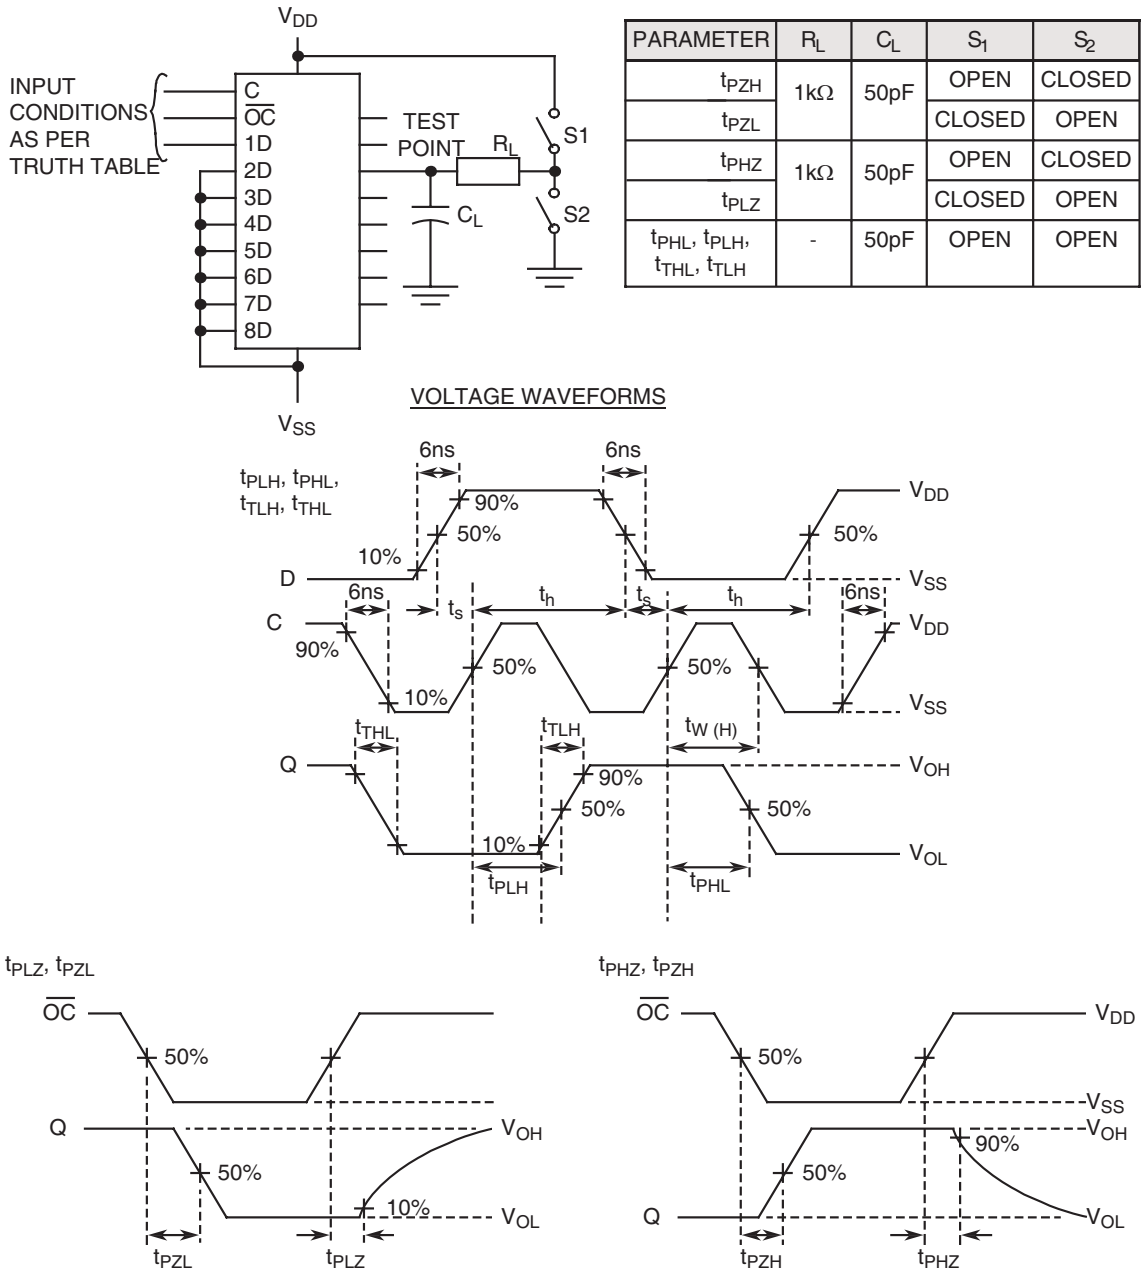 VDD
INPUT
CONDITIONS
AS PER
TRUTH TABLE
C
OC
1D
2D
3D
4D
5D
6D
7D
8D
TEST
POINT
RL
CL
S1
S2
VSS
PARAMETER RL CL S1 S2
tPZH 1kΩ 50pF OPEN CLOSED
tPZL CLOSED OPEN
tPHZ 1kΩ 50pF OPEN CLOSED
tPLZ CLOSED OPEN
tPHL, tPLH, - 50pF OPEN OPEN
tTHL, tTLH
VOLTAGE WAVEFORMS
tPLH, tPHL,
tTLH, tTHL
6ns 6ns
90% VDD
50% 50%
10%
D VSS
6ns ts th ts th 6ns
C VDD
90% 50% 50%
10% VSS
tTHL tTLH tW (H)
Q VOH
90%
50% 50%
10% VOL
tPLH tPHL
tPLZ, tPZL
OC
50%
Q VOH
50%
10%
VOL
tPZL tPLZ
tPHZ, tPZH
OC VDD
50%
VSS
VOH
90%
50%
Q VOL
tPZH tPHZ